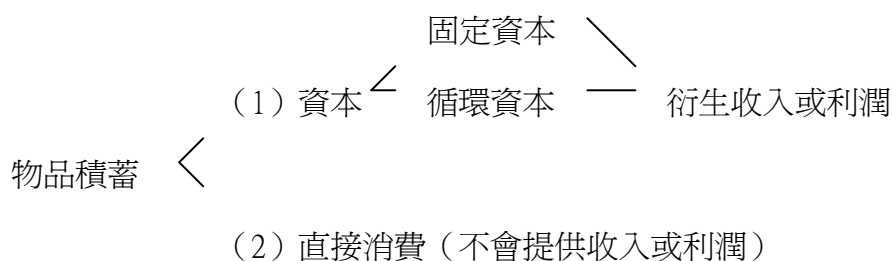 固定資本
（1）資本 循環資本 衍生收入或利潤
物品積蓄
（2）直接消費（不會提供收入或利潤）